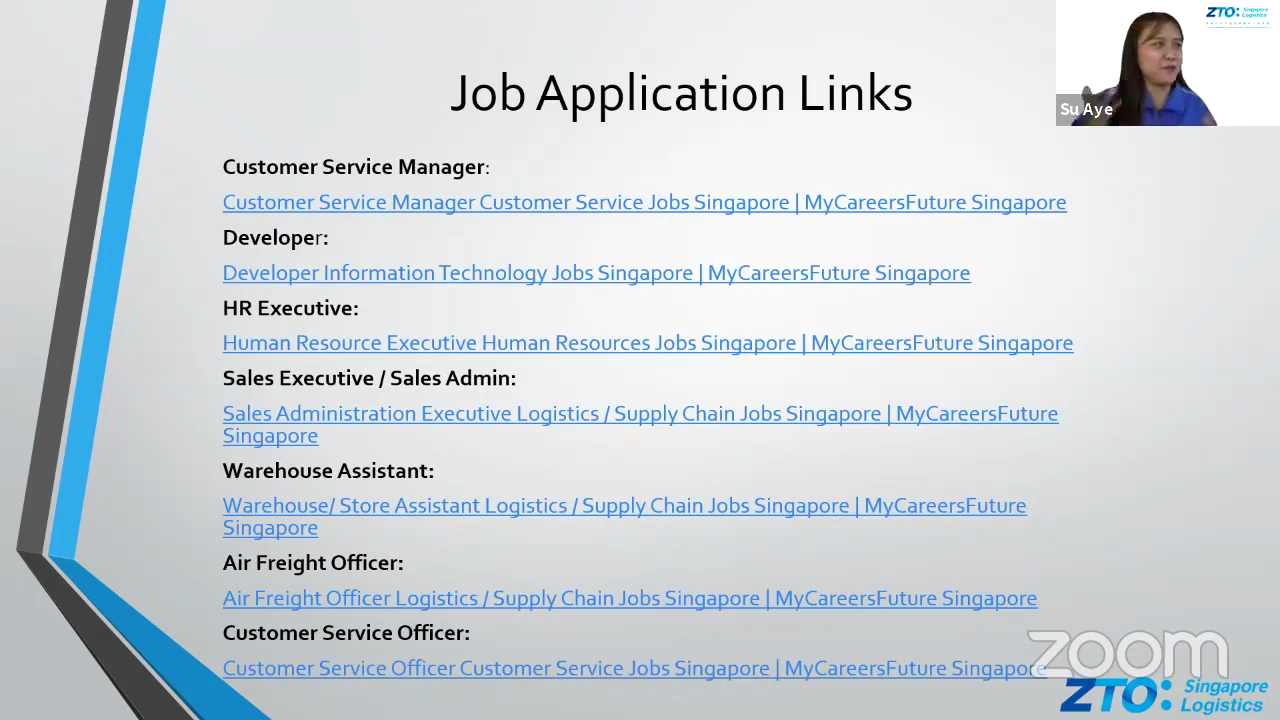 ZTO: Singapore Logistics
Su Aye
Job Application Links
Customer Service Manager:
Customer Service Manager Customer Service Jobs Singapore | MyCareersFuture Singapore
Developer:
Developer Information Technology Jobs Singapore | MyCareersFuture Singapore
HR Executive:
Human Resource Executive Human Resources Jobs Singapore | MyCareersFuture Singapore
Sales Executive / Sales Admin:
Sales Administration Executive Logistics / Supply Chain Jobs Singapore | MyCareersFuture
Singapore
Warehouse Assistant:
Warehouse/ Store Assistant Logistics / Supply Chain Jobs Singapore | MyCareersFuture
Singapore
Air Freight Officer:
Air Freight Officer Logistics / Supply Chain Jobs Singapore | MyCareersFuture Singapore
Customer Service Officer:
Customer Service Officer Customer Service Jobs Singapore | MyCareersFuture Singapore
zoom
ZTO: Singapore
Logistics